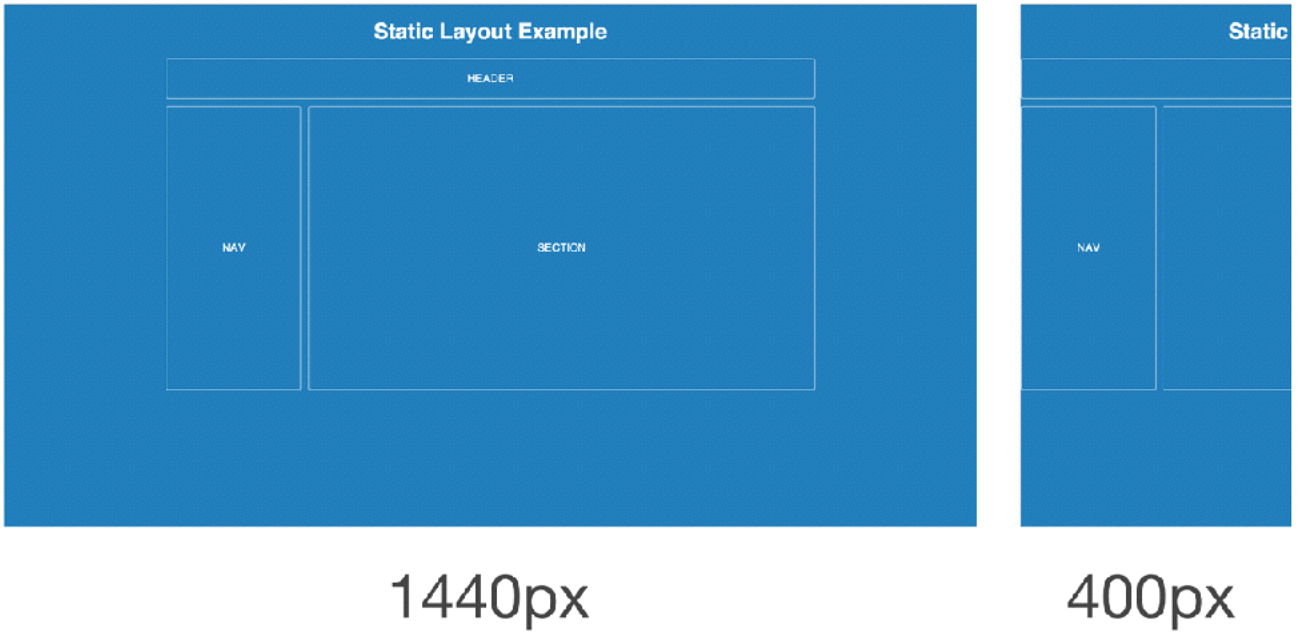 Static Layout Example
HEADER
NAV
SECTION
1440px
Static
NAV
400px